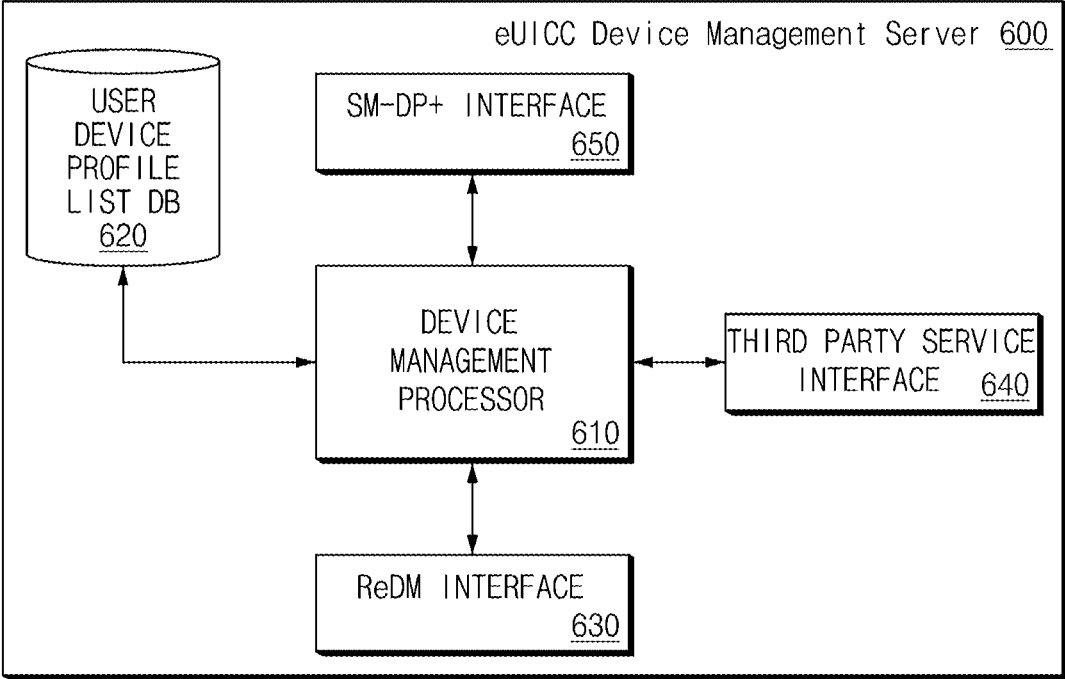 eUICC Device Management Server 600
USER
DEVICE
PROFILE
LIST DB
620
SM-DP+ INTERFACE
650
DEVICE
MANAGEMENT
PROCESSOR
610
THIRD PARTY SERVICE
INTERFACE 640
ReDM INTERFACE
630